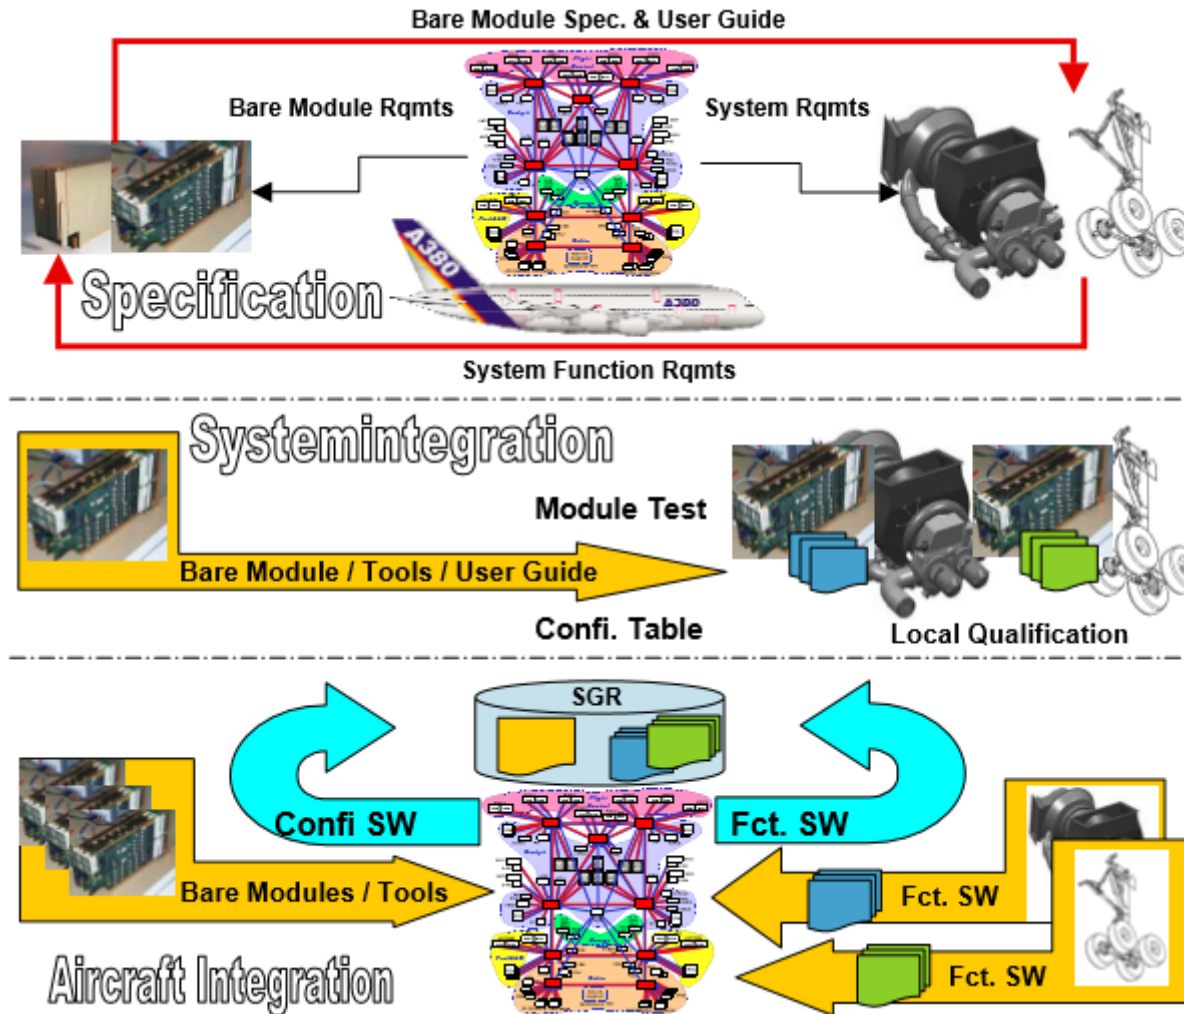 Bare Module Spec. & User Guide
Bare Module Rqmts
System Rqmts
A380
A380
Specification
System Function Rqmts
Systemintegration
Module Test
Bare Module / Tools / User Guide
Confi. Table
Local Qualification
SGR
Confi SW
Fct. SW
Bare Modules / Tools
Fct. SW
Fct. SW
Aircraft Integration